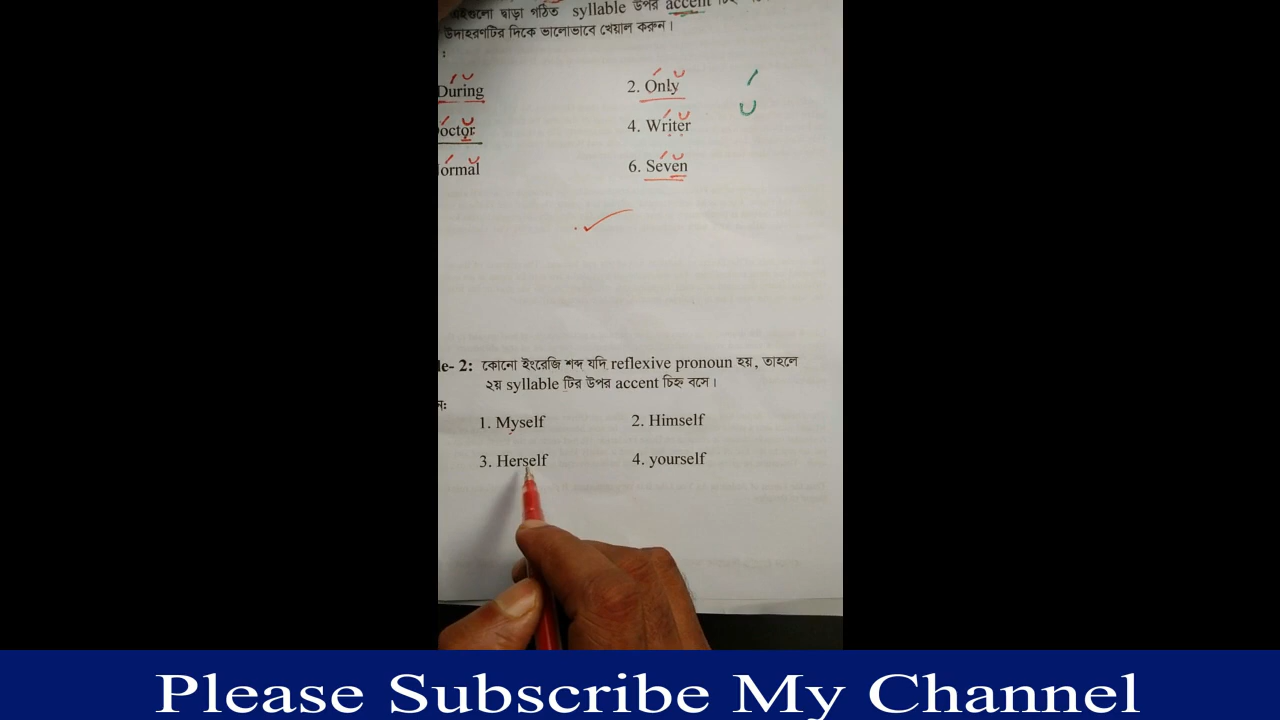 দ্বাড়া গঠিত syllable উপর accent
উদাহরণটির দিকে ভালোভাবে খেয়াল করুন।
:
During 2. Only
octor 4. Writer
ormal 6. Seven
le- 2: কোনো ইংরেজি শব্দ যদি reflexive pronoun হয়, তাহলে
২য় syllable টির উপর accent চিহ্ন বসে।
নঃ
1. Myself 2. Himself
3. Herself 4. yourself
Please Subscribe My Channel